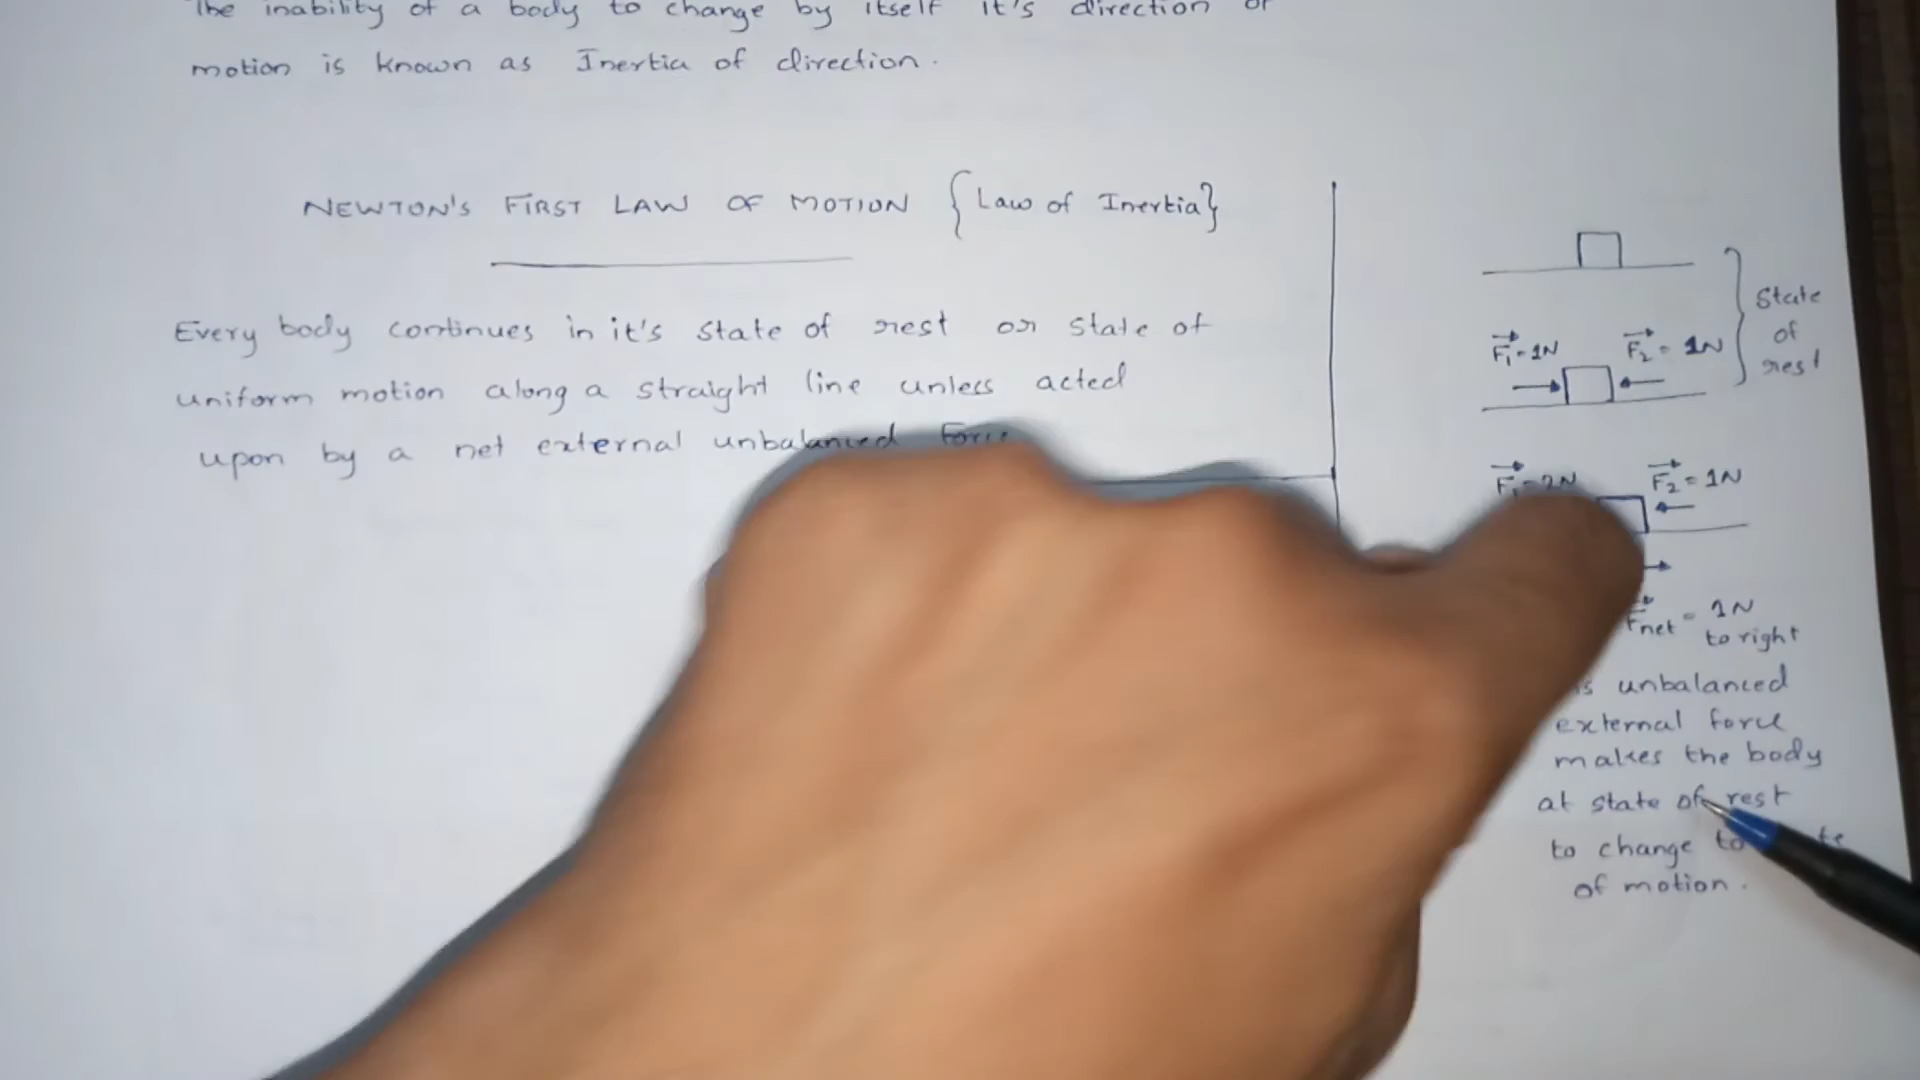 The inability of a body to change by itself it's direction of
motion is known as Inertia of direction.
NEWTON'S FIRST LAW OF MOTION {Law of Inertia}
Every body continues in it's state of rest or state of
uniform motion along a straight line unless acted
upon by a net external unbalanced force
State
of
rest
F₁ = 1N F₂ = 1N
F₁ = 2N F₂ = 1N
Fnet = 1N
to right
unbalanced
external force
makes the body
at state of rest
to change to
of motion.